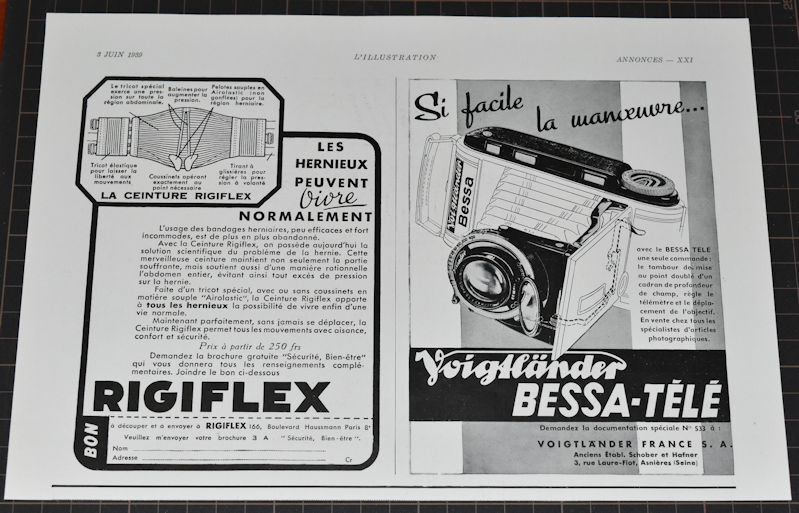 3 JUIN 1939
L'ILLUSTRATION
ANNONCES — XXI
Le tricot spécial
exerce une pres-
sion sur toute la
région abdominale.
Baleines pour
augmenter la
pression.
Pelotes souples en
Airolastic (non
gonflées) pour la
région herniaire.
Tricot élastique
pour laisser la
liberté aux
mouvements.
Coussinets opérant
exactement au
point nécessaire
Tirant à
glissières pour
régler la pres-
sion à volonté
LA CEINTURE RIGIFLEX
LES
HERNIEUX
PEUVENT
Vivre
NORMALEMENT
L'usage des bandages herniaires, peu efficaces et fort
incommodes, est de plus en plus abandonné.
Avec la Ceinture Rigiflex, on possède aujourd'hui la
solution scientifique du problème de la hernie. Cette
merveilleuse ceinture maintient non seulement la partie
souffrante, mais soutient aussi d'une manière rationnelle
l'abdomen entier, évitant ainsi tout excès de pression
sur la hernie.
Faite d'un tricot spécial, avec ou sans coussinets en
matière souple "Airolastic", la Ceinture Rigiflex apporte
à tous les hernieux la possibilité de vivre enfin d'une
vie normale.
Maintenant parfaitement, sans jamais se déplacer, la
Ceinture Rigiflex permet tous les mouvements avec aisance,
confort et sécurité.
Prix à partir de 250 frs
Demandez la brochure gratuite "Sécurité, Bien-être"
qui vous donnera tous les renseignements complé-
mentaires. Joindre le bon ci-dessous
RIGIFLEX
BON
à découper et à envoyer à RIGIFLEX 166, Boulevard Haussmann Paris 8e
Veuillez m'envoyer votre brochure 3 A "Sécurité, Bien-être".
Nom
Adresse
Cr
Si facile
la manœuvre...
Voigtländer
Bessa
avec le BESSA TELE
une seule commande :
le tambour de mise
au point doublé d'un
cadran de profondeur
de champ, règle le
télémètre et le dépla-
cement de l'objectif.
En vente chez tous les
spécialistes d'articles
photographiques.
Voigtländer
BESSA-TÉLÉ
Demandez la documentation spéciale N° 533 à :
VOIGTLÄNDER FRANCE S. A.
Anciens Établ. Schober et Hafner
3, rue Laure-Fiot, Asnières (Seine)